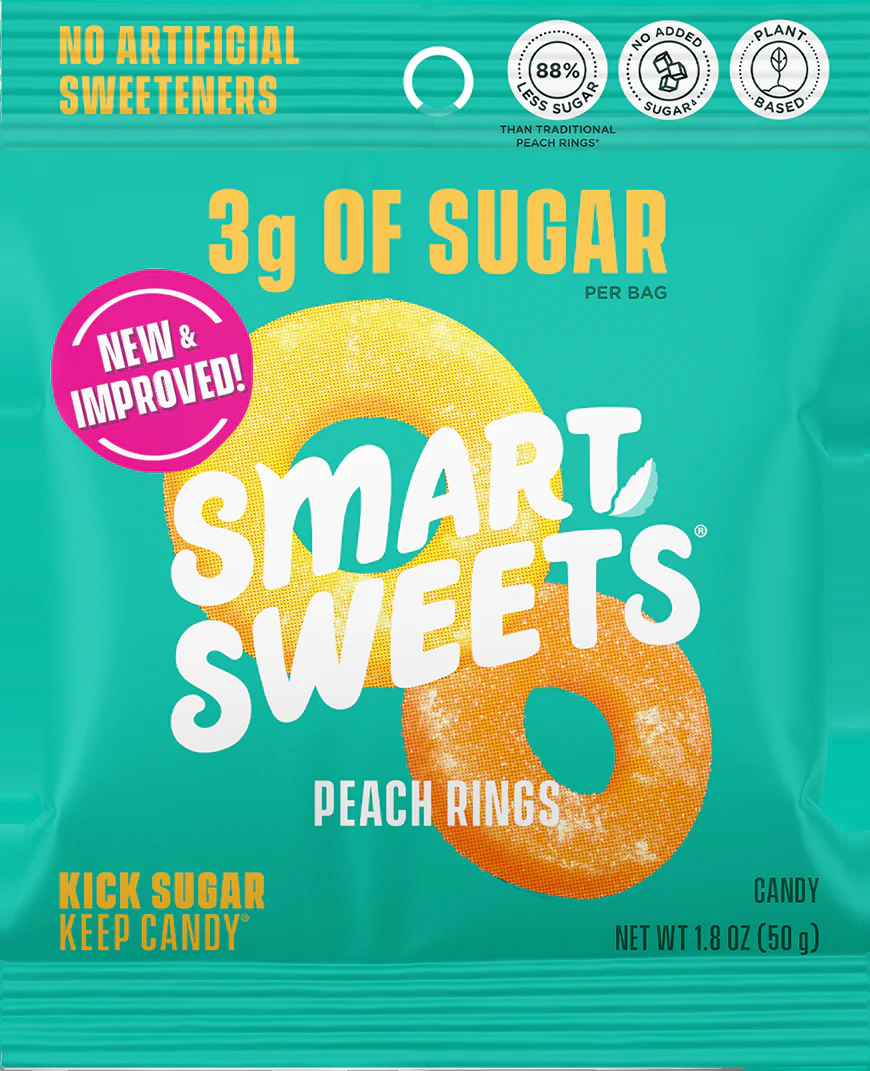 NO ARTIFICIAL
SWEETENERS
88%
LESS SUGAR
THAN TRADITIONAL
PEACH RINGS*
NO ADDED
SUGAR
PLANT
BASED
3g OF SUGAR
PER BAG
NEW &
IMPROVED!
SMART
SWEETS®
PEACH RINGS
KICK SUGAR
KEEP CANDY
CANDY
NET WT 1.8 OZ (50 g)